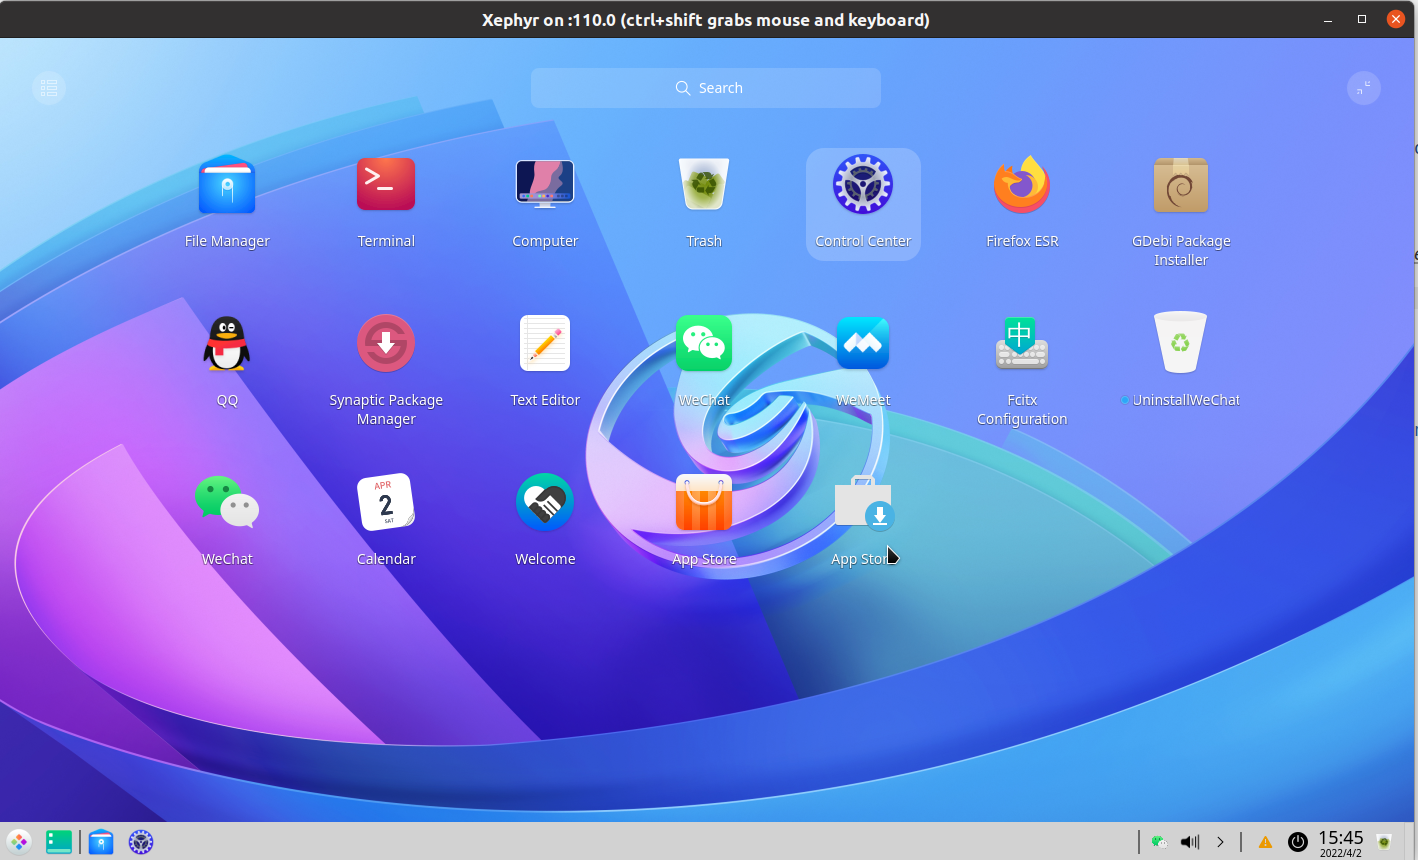 Xephyr on :110.0 (ctrl+shift grabs mouse and keyboard)
Search
File Manager
Terminal
Computer
Trash
Control Center
Firefox ESR
GDebi Package
Installer
QQ
Synaptic Package
Manager
Text Editor
WeChat
WeMeet
中
Fcitx
Configuration
UninstallWeChat
WeChat
APR
2
SAT
Calendar
Welcome
App Store
App Stor
15:45
2022/4/2